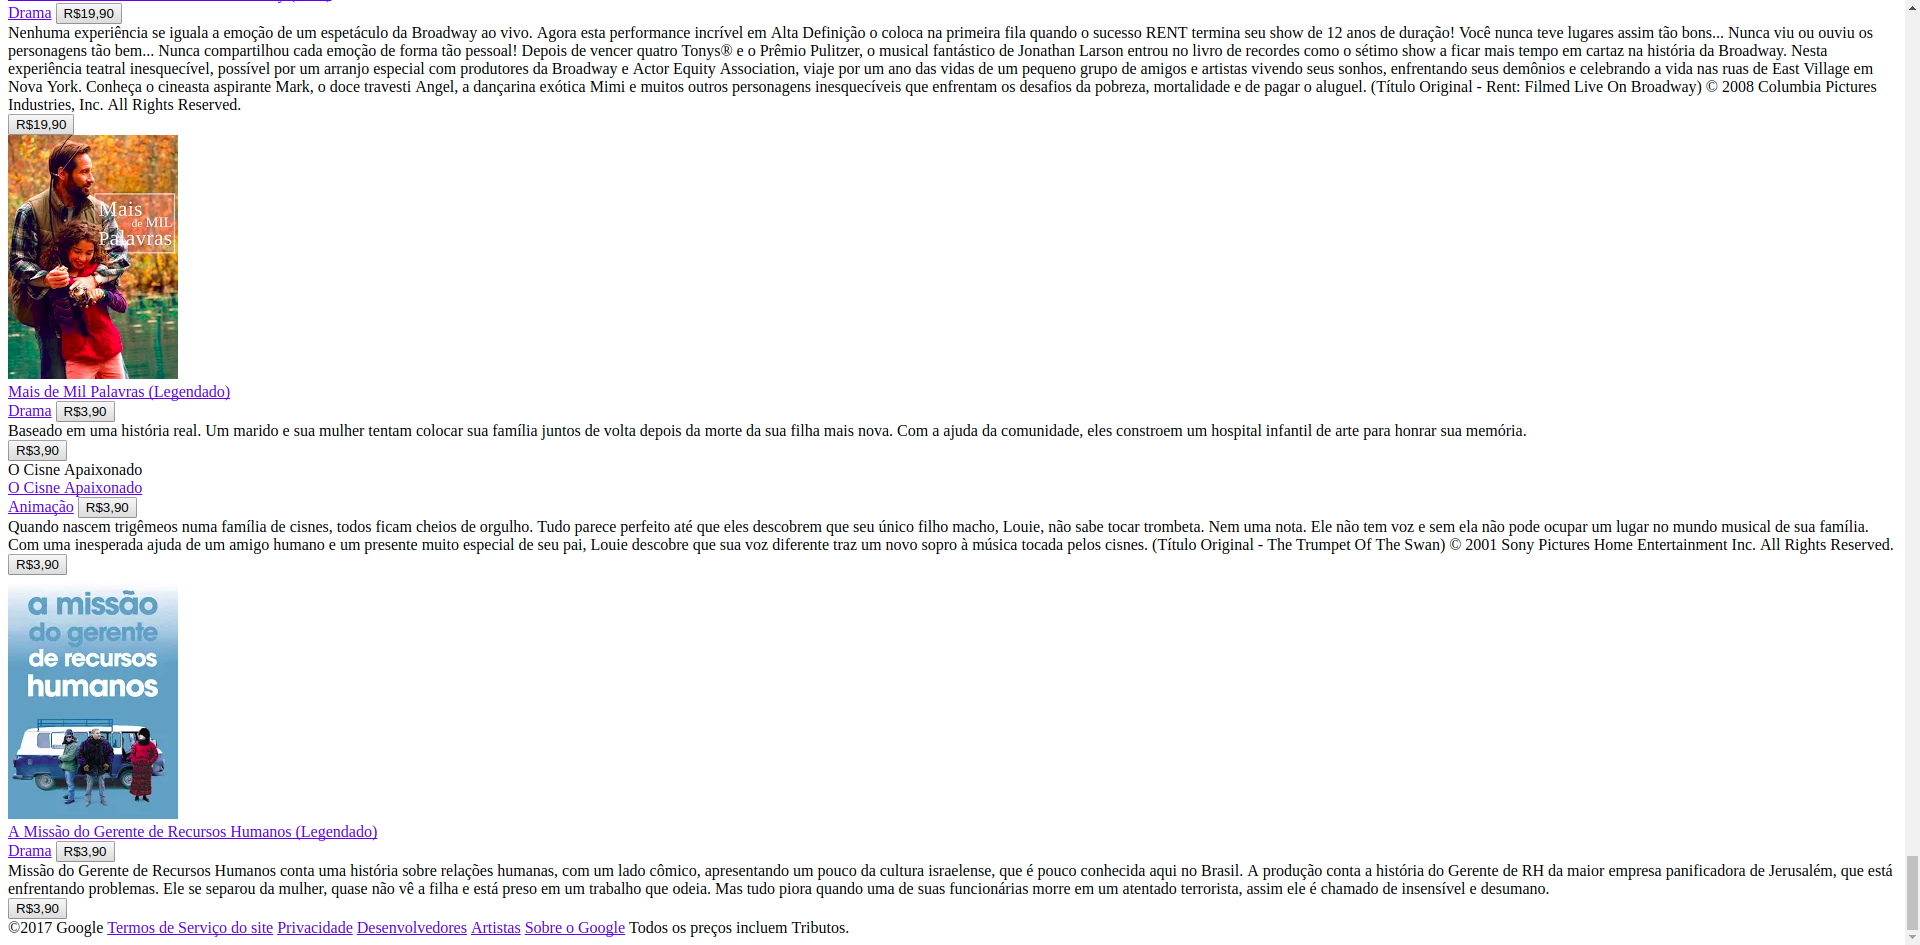 Drama R$19,90
Nenhuma experiência se iguala a emoção de um espetáculo da Broadway ao vivo. Agora esta performance incrível em Alta Definição o coloca na primeira fila quando o sucesso RENT termina seu show de 12 anos de duração! Você nunca teve lugares assim tão bons... Nunca viu ou ouviu os
personagens tão bem... Nunca compartilhou cada emoção de forma tão pessoal! Depois de vencer quatro Tonys® e o Prêmio Pulitzer, o musical fantástico de Jonathan Larson entrou no livro de recordes como o sétimo show a ficar mais tempo em cartaz na história da Broadway. Nesta
experiência teatral inesquecível, possível por um arranjo especial com produtores da Broadway e Actor Equity Association, viaje por um ano das vidas de um pequeno grupo de amigos e artistas vivendo seus sonhos, enfrentando seus demônios e celebrando a vida nas ruas de East Village em
Nova York. Conheça o cineasta aspirante Mark, o doce travesti Angel, a dançarina exótica Mimi e muitos outros personagens inesquecíveis que enfrentam os desafios da pobreza, mortalidade e de pagar o aluguel. (Título Original - Rent: Filmed Live On Broadway) © 2008 Columbia Pictures
Industries, Inc. All Rights Reserved.
R$19,90
Mais
de MIL
Palavras
Mais de Mil Palavras (Legendado)
Drama R$3,90
Baseado em uma história real. Um marido e sua mulher tentam colocar sua família juntos de volta depois da morte da sua filha mais nova. Com a ajuda da comunidade, eles constroem um hospital infantil de arte para honrar sua memória.
R$3,90
O Cisne Apaixonado
O Cisne Apaixonado
Animação R$3,90
Quando nascem trigêmeos numa família de cisnes, todos ficam cheios de orgulho. Tudo parece perfeito até que eles descobrem que seu único filho macho, Louie, não sabe tocar trombeta. Nem uma nota. Ele não tem voz e sem ela não pode ocupar um lugar no mundo musical de sua família.
Com uma inesperada ajuda de um amigo humano e um presente muito especial de seu pai, Louie descobre que sua voz diferente traz um novo sopro à música tocada pelos cisnes. (Título Original - The Trumpet Of The Swan) © 2001 Sony Pictures Home Entertainment Inc. All Rights Reserved.
R$3,90
a missão
do gerente
de recursos
humanos
A Missão do Gerente de Recursos Humanos (Legendado)
Drama R$3,90
Missão do Gerente de Recursos Humanos conta uma história sobre relações humanas, com um lado cômico, apresentando um pouco da cultura israelense, que é pouco conhecida aqui no Brasil. A produção conta a história do Gerente de RH da maior empresa panificadora de Jerusalém, que está
enfrentando problemas. Ele se separou da mulher, quase não vê a filha e está preso em um trabalho que odeia. Mas tudo piora quando uma de suas funcionárias morre em um atentado terrorista, assim ele é chamado de insensível e desumano.
R$3,90
©2017 Google Termos de Serviço do site Privacidade Desenvolvedores Artistas Sobre o Google Todos os preços incluem Tributos.